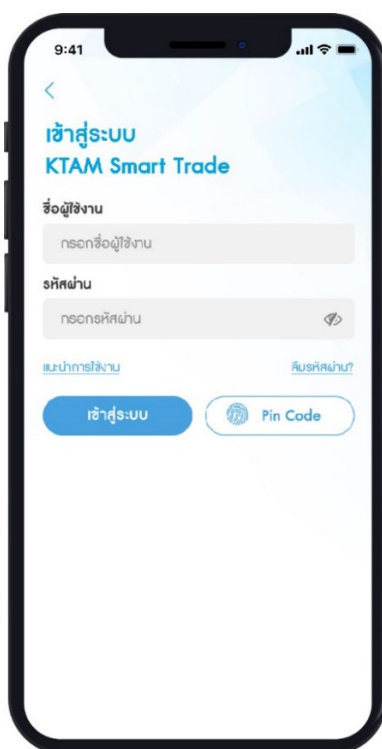 9:41
เข้าสู่ระบบ
KTAM Smart Trade
ชื่อผู้ใช้งาน
กรอกชื่อผู้ใช้งาน
รหัสผ่าน
กรอกรหัสผ่าน
แนะนำการใช้งาน ลืมรหัสผ่าน?
เข้าสู่ระบบ Pin Code